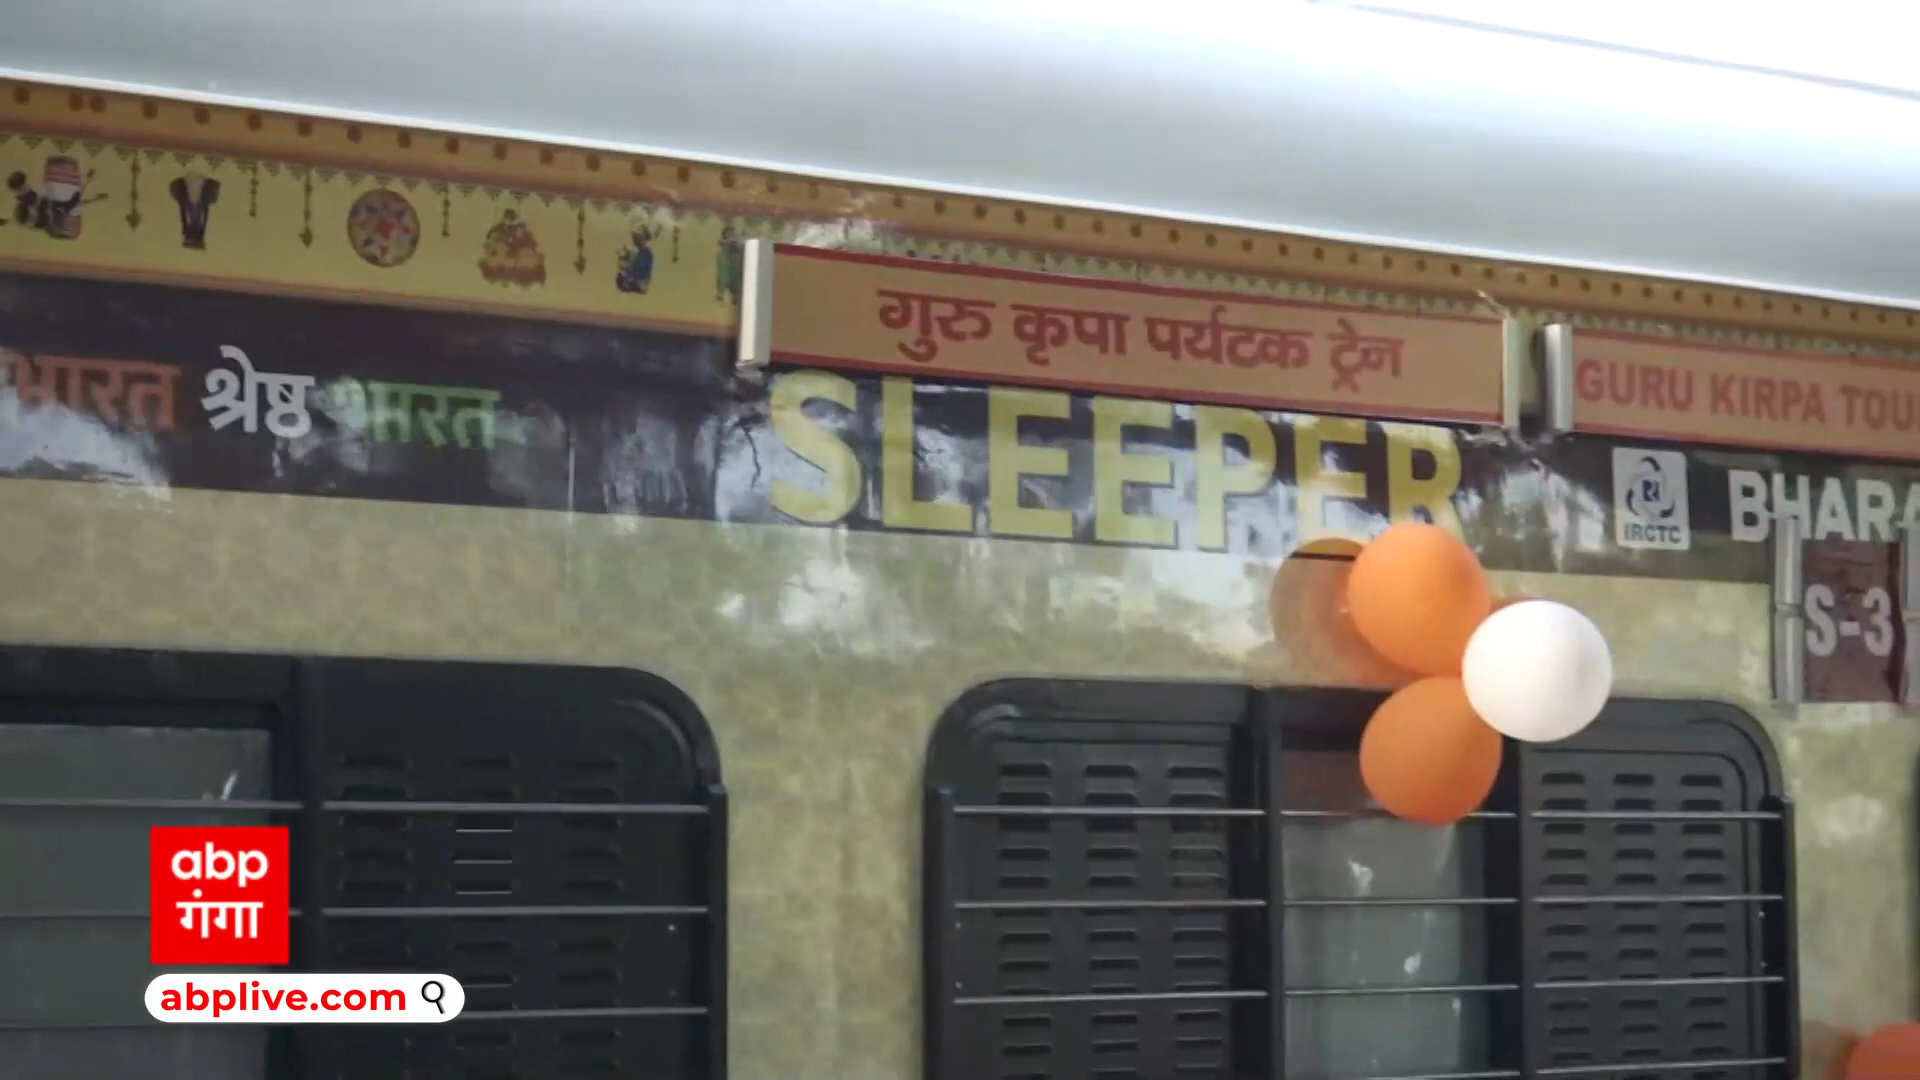 गुरु कृपा पर्यटक ट्रेन
GURU KIRPA TOU
भारत श्रेष्ठ भारत
SLEEPER
IRCTC
BHARA
S-3
abp
गंगा
abplive.com